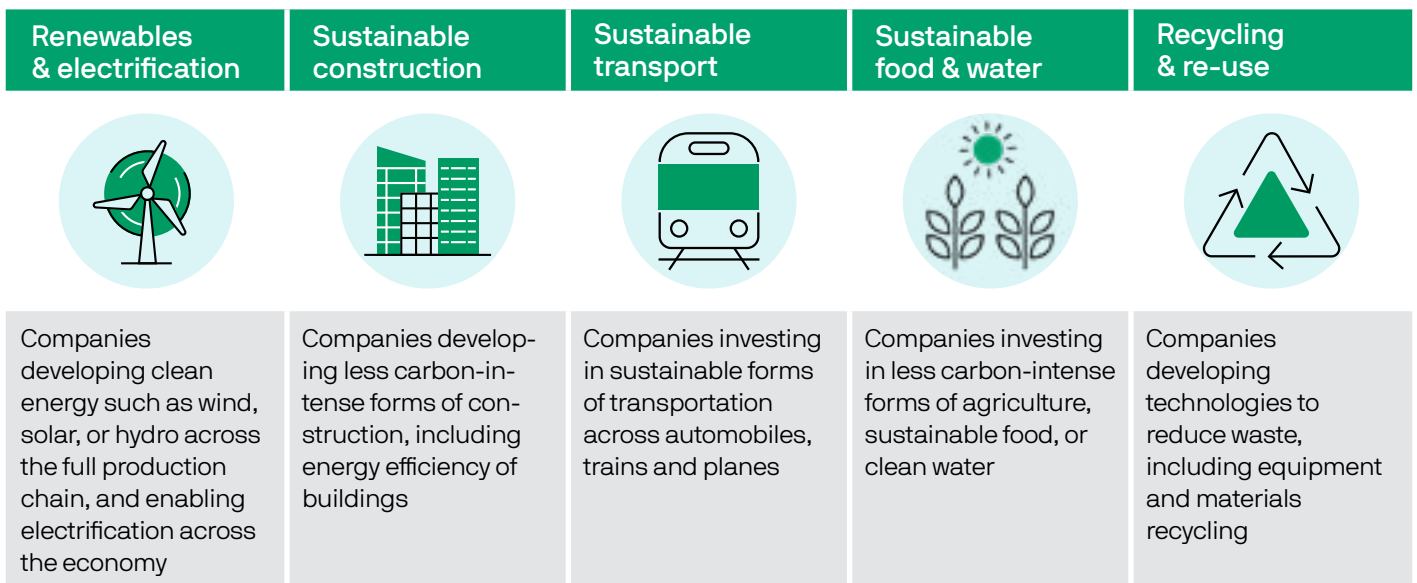 Renewables
& electrification
Sustainable
construction
Sustainable
transport
Sustainable
food & water
Recycling
& re-use
Companies
developing clean
energy such as wind,
solar, or hydro across
the full production
chain, and enabling
electrification across
the economy
Companies develop-
ing less carbon-in-
tense forms of con-
struction, including
energy efficiency of
buildings
Companies investing
in sustainable forms
of transportation
across automobiles,
trains and planes
Companies investing
in less carbon-intense
forms of agriculture,
sustainable food, or
clean water
Companies
developing
technologies to
reduce waste,
including equipment
and materials
recycling